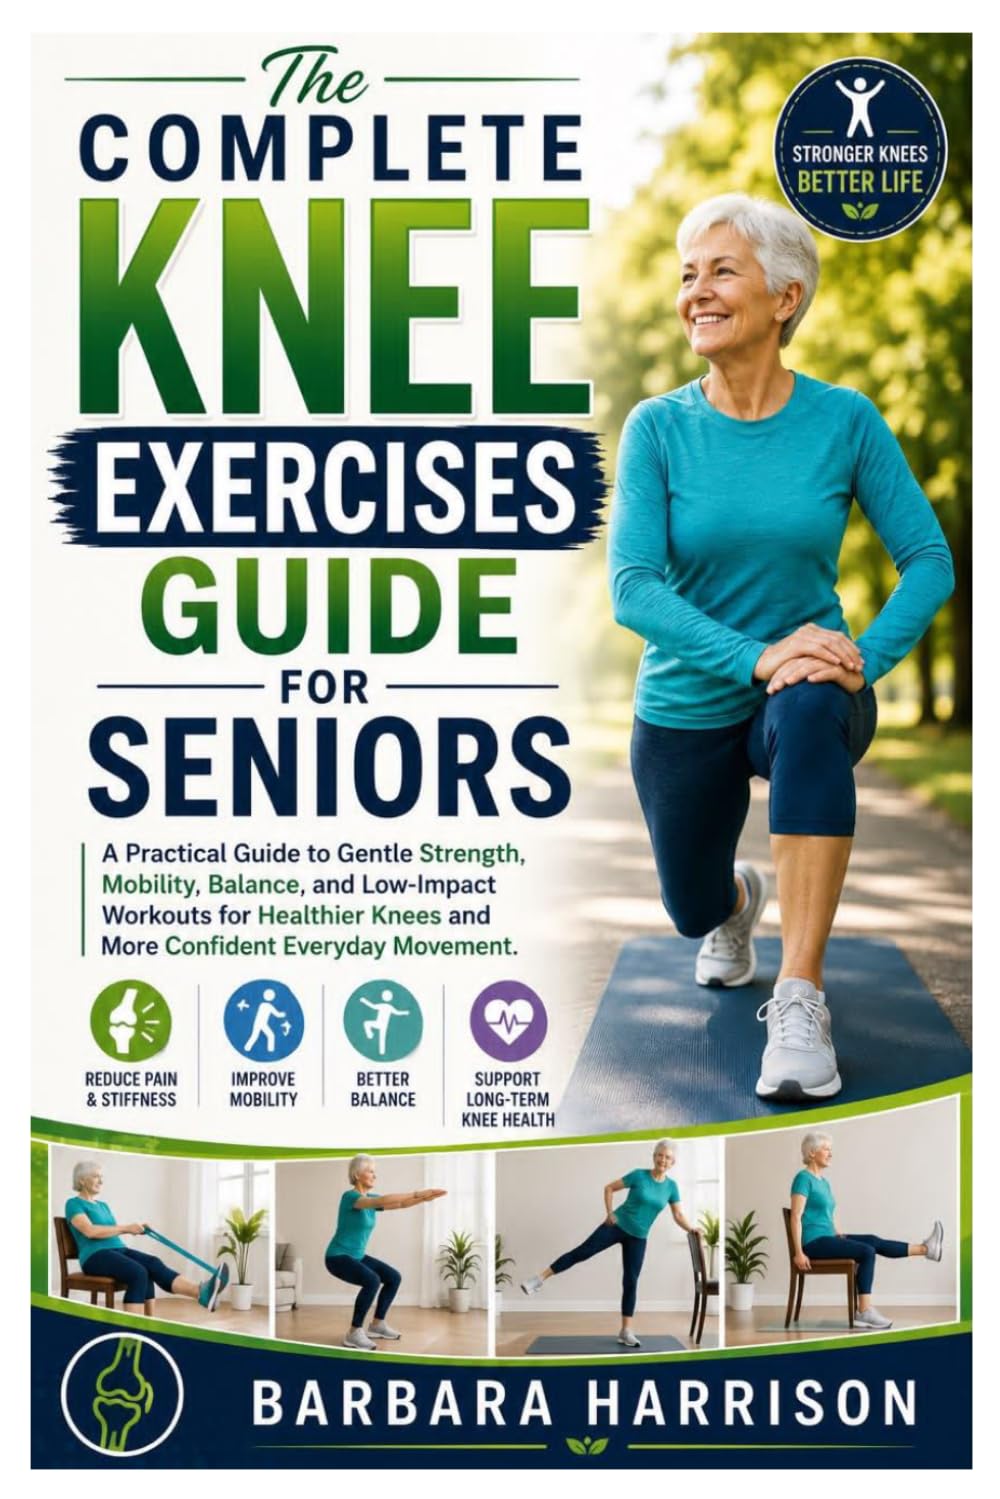 The
COMPLETE
KNEE
EXERCISES
GUIDE
FOR
SENIORS
A Practical Guide to Gentle Strength,
Mobility, Balance, and Low-Impact
Workouts for Healthier Knees and
More Confident Everyday Movement.
REDUCE PAIN
& STIFFNESS
IMPROVE
MOBILITY
BETTER
BALANCE
SUPPORT
LONG-TERM
KNEE HEALTH
STRONGER KNEES
BETTER LIFE
BARBARA HARRISON